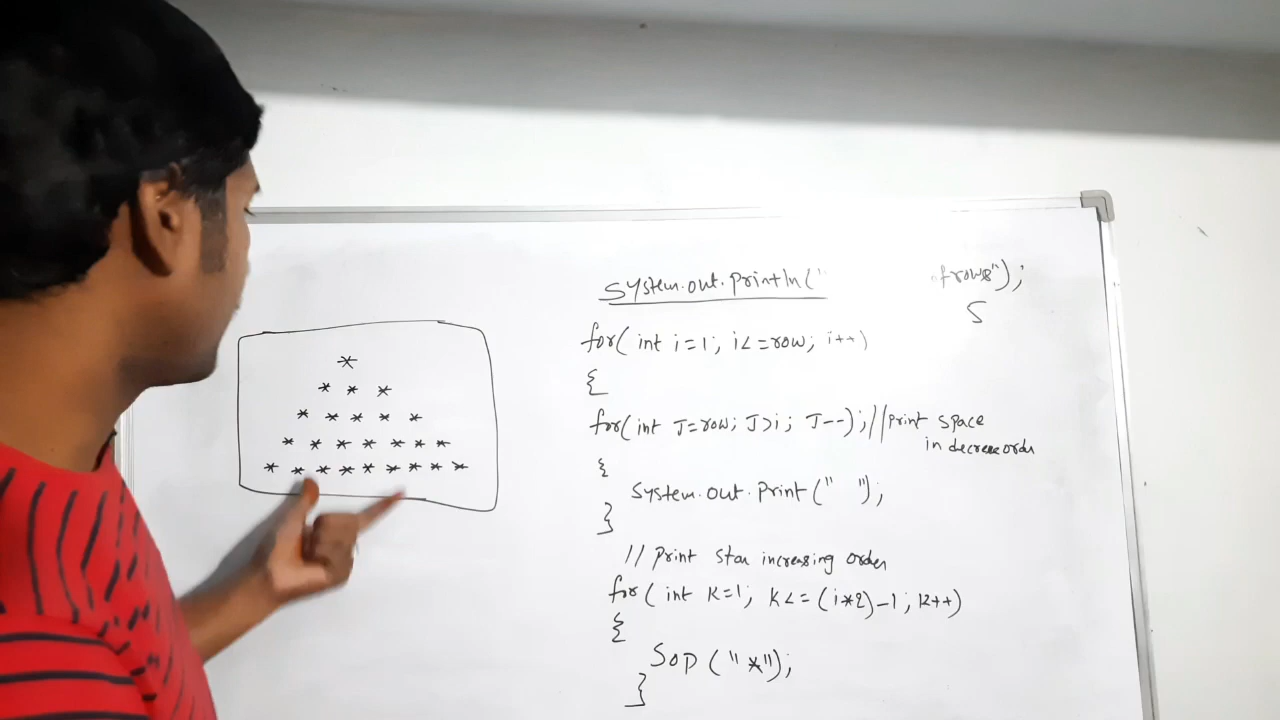 *
* * *
* * * * *
* * * * * * *
* * * * * * * * *
System.out.println(" of rows");
S
for( int i=1; i<=row; i++)
{
for( int J=row; J>i; J--); //Print space
in decrease order
{
System.out.print(" ");
}
// Print star increasing order
for( int K=1; K<=(i*2)-1; K++)
{
SOP("*");
}